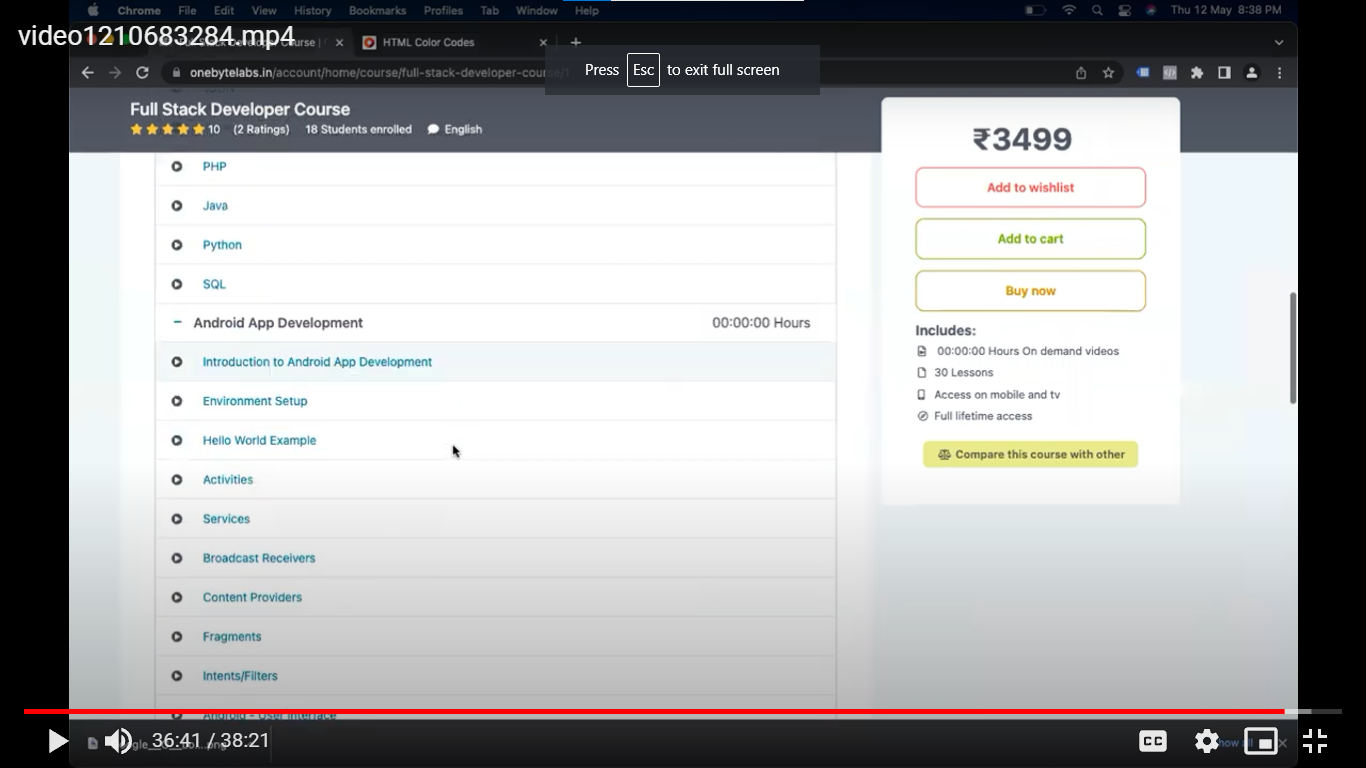 Chrome File Edit View History Bookmarks Profiles Tab Window Help Thu 12 May 8:38 PM
video1210683284.mp4
Course | HTML Color Codes
onebytelabs.in/account/home/course/full-stack-developer-course/
Press Esc to exit full screen
Full Stack Developer Course
10 (2 Ratings) 18 Students enrolled English
₹3499
Add to wishlist
Add to cart
Buy now
Includes:
00:00:00 Hours On demand videos
30 Lessons
Access on mobile and tv
Full lifetime access
Compare this course with other
PHP
Java
Python
SQL
Android App Development 00:00:00 Hours
Introduction to Android App Development
Environment Setup
Hello World Example
Activities
Services
Broadcast Receivers
Content Providers
Fragments
Intents/Filters
Android - User Interface
36:41 / 38:21
CC